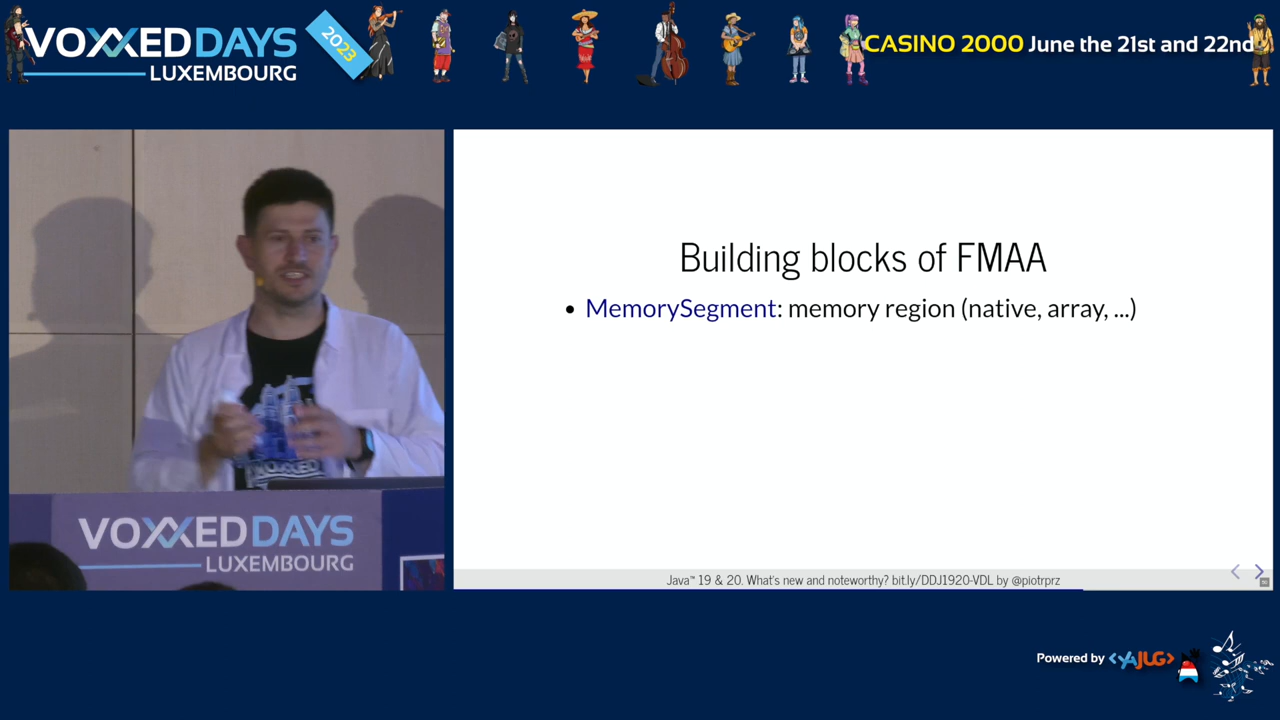 VOXXED DAYS
LUXEMBOURG
2023
CASINO 2000 June the 21st and 22nd
VOXXED DAYS
LUXEMBOURG
Building blocks of FMAA
• MemorySegment: memory region (native, array, ...)
Java™ 19 & 20. What's new and noteworthy? bit.ly/DDJ1920-VDL by @piotrprz
Powered by <YAJUG>